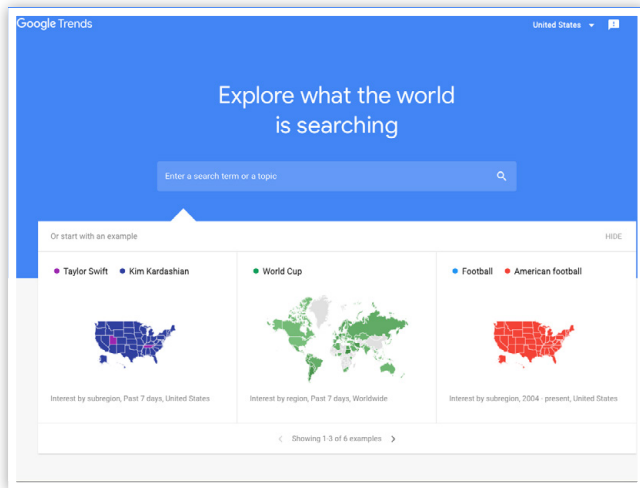 Google Trends
United States
Explore what the world
is searching
Enter a search term or a topic
Or start with an example
HIDE
Taylor Swift Kim Kardashian
World Cup
Football American football
Interest by subregion, Past 7 days, United States
Interest by region, Past 7 days, Worldwide
Interest by subregion, 2004 - present, United States
Showing 1-3 of 6 examples